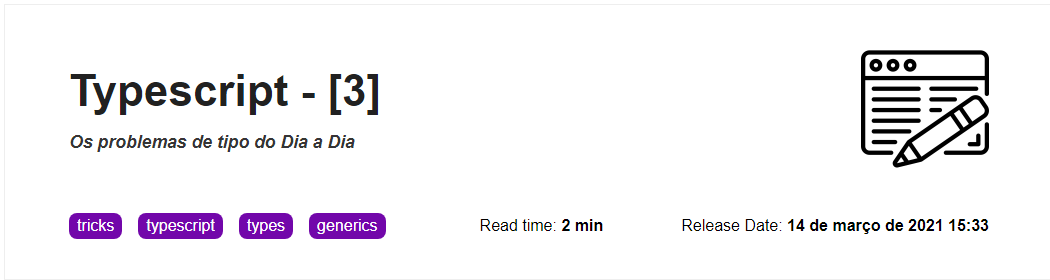 Typescript - [3]
Os problemas de tipo do Dia a Dia
tricks typescript types generics Read time: 2 min Release Date: 14 de março de 2021 15:33